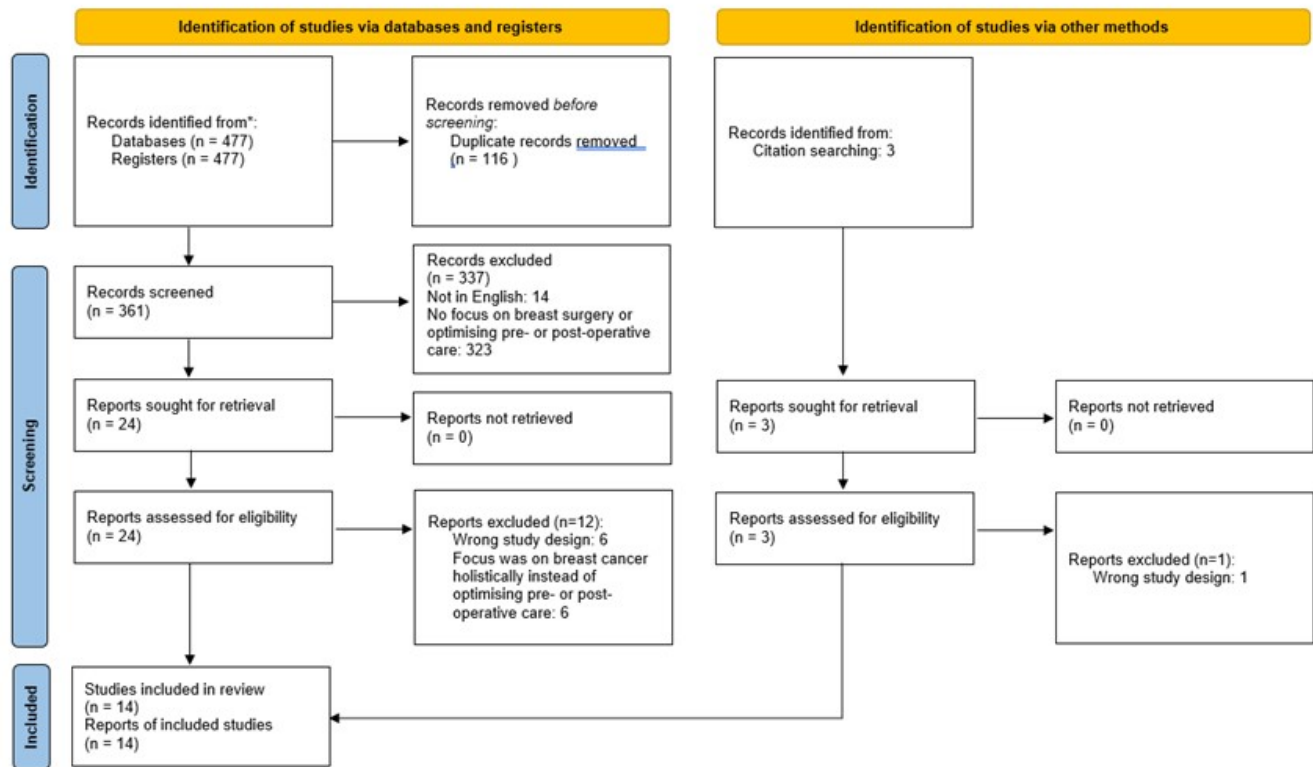 Identification of studies via databases and registers
Identification of studies via other methods
Identification
Records identified from*:
Databases (n = 477)
Registers (n = 477)
Records removed before
screening:
Duplicate records removed
(n = 116 )
Records identified from:
Citation searching: 3
Screening
Records screened
(n = 361)
Records excluded
(n = 337)
Not in English: 14
No focus on breast surgery or
optimising pre- or post-operative
care: 323
Reports sought for retrieval
(n = 24)
Reports not retrieved
(n = 0)
Reports sought for retrieval
(n = 3)
Reports not retrieved
(n = 0)
Reports assessed for eligibility
(n = 24)
Reports excluded (n=12):
Wrong study design: 6
Focus was on breast cancer
holistically instead of
optimising pre- or post-
operative care: 6
Reports assessed for eligibility
(n = 3)
Reports excluded (n=1):
Wrong study design: 1
Included
Studies included in review
(n = 14)
Reports of included studies
(n = 14)